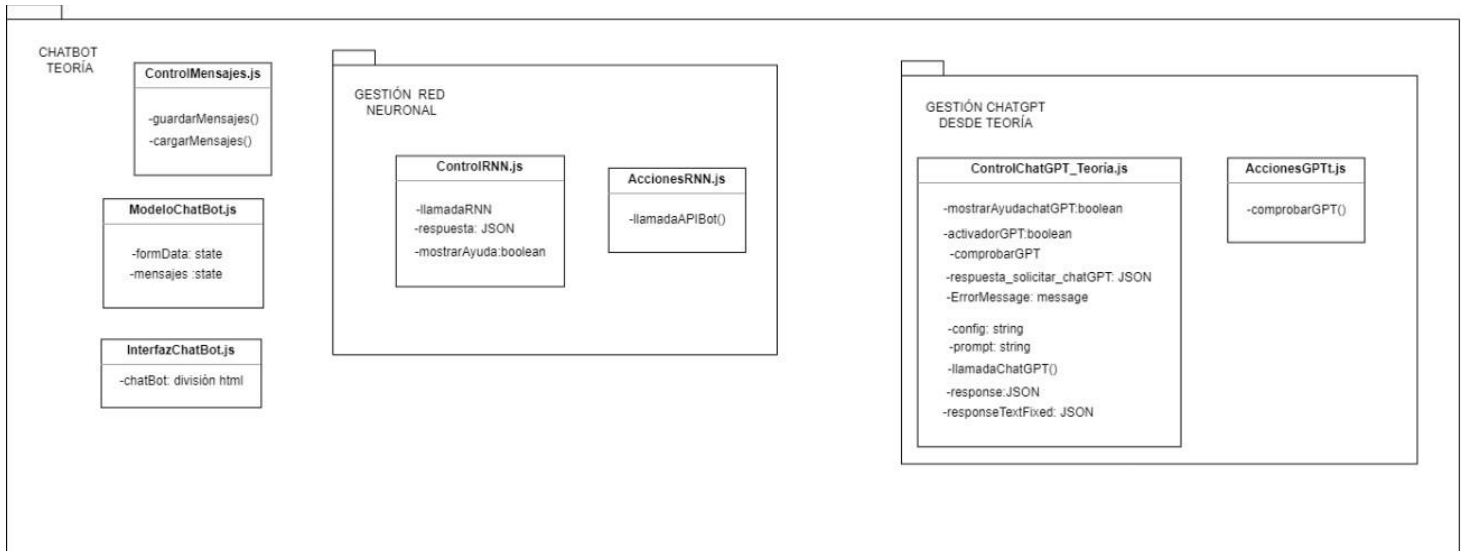 CHATBOT
TEORÍA
ControlMensajes.js
-guardarMensajes()
-cargarMensajes()
ModeloChatBot.js
-formData: state
-mensajes :state
InterfazChatBot.js
-chatBot: división html
GESTIÓN RED
NEURONAL
ControlRNN.js
-llamadaRNN
-respuesta: JSON
-mostrarAyuda:boolean
AccionesRNN.js
-llamadaAPIBot()
GESTIÓN CHATGPT
DESDE TEORÍA
ControlChatGPT_Teoría.js
-mostrarAyudachatGPT:boolean
-activadorGPT:boolean
-comprobarGPT
-respuesta_solicitar_chatGPT: JSON
-ErrorMessage: message
-config: string
-prompt: string
-llamadaChatGPT()
-response:JSON
-responseTextFixed: JSON
AccionesGPTt.js
-comprobarGPT()